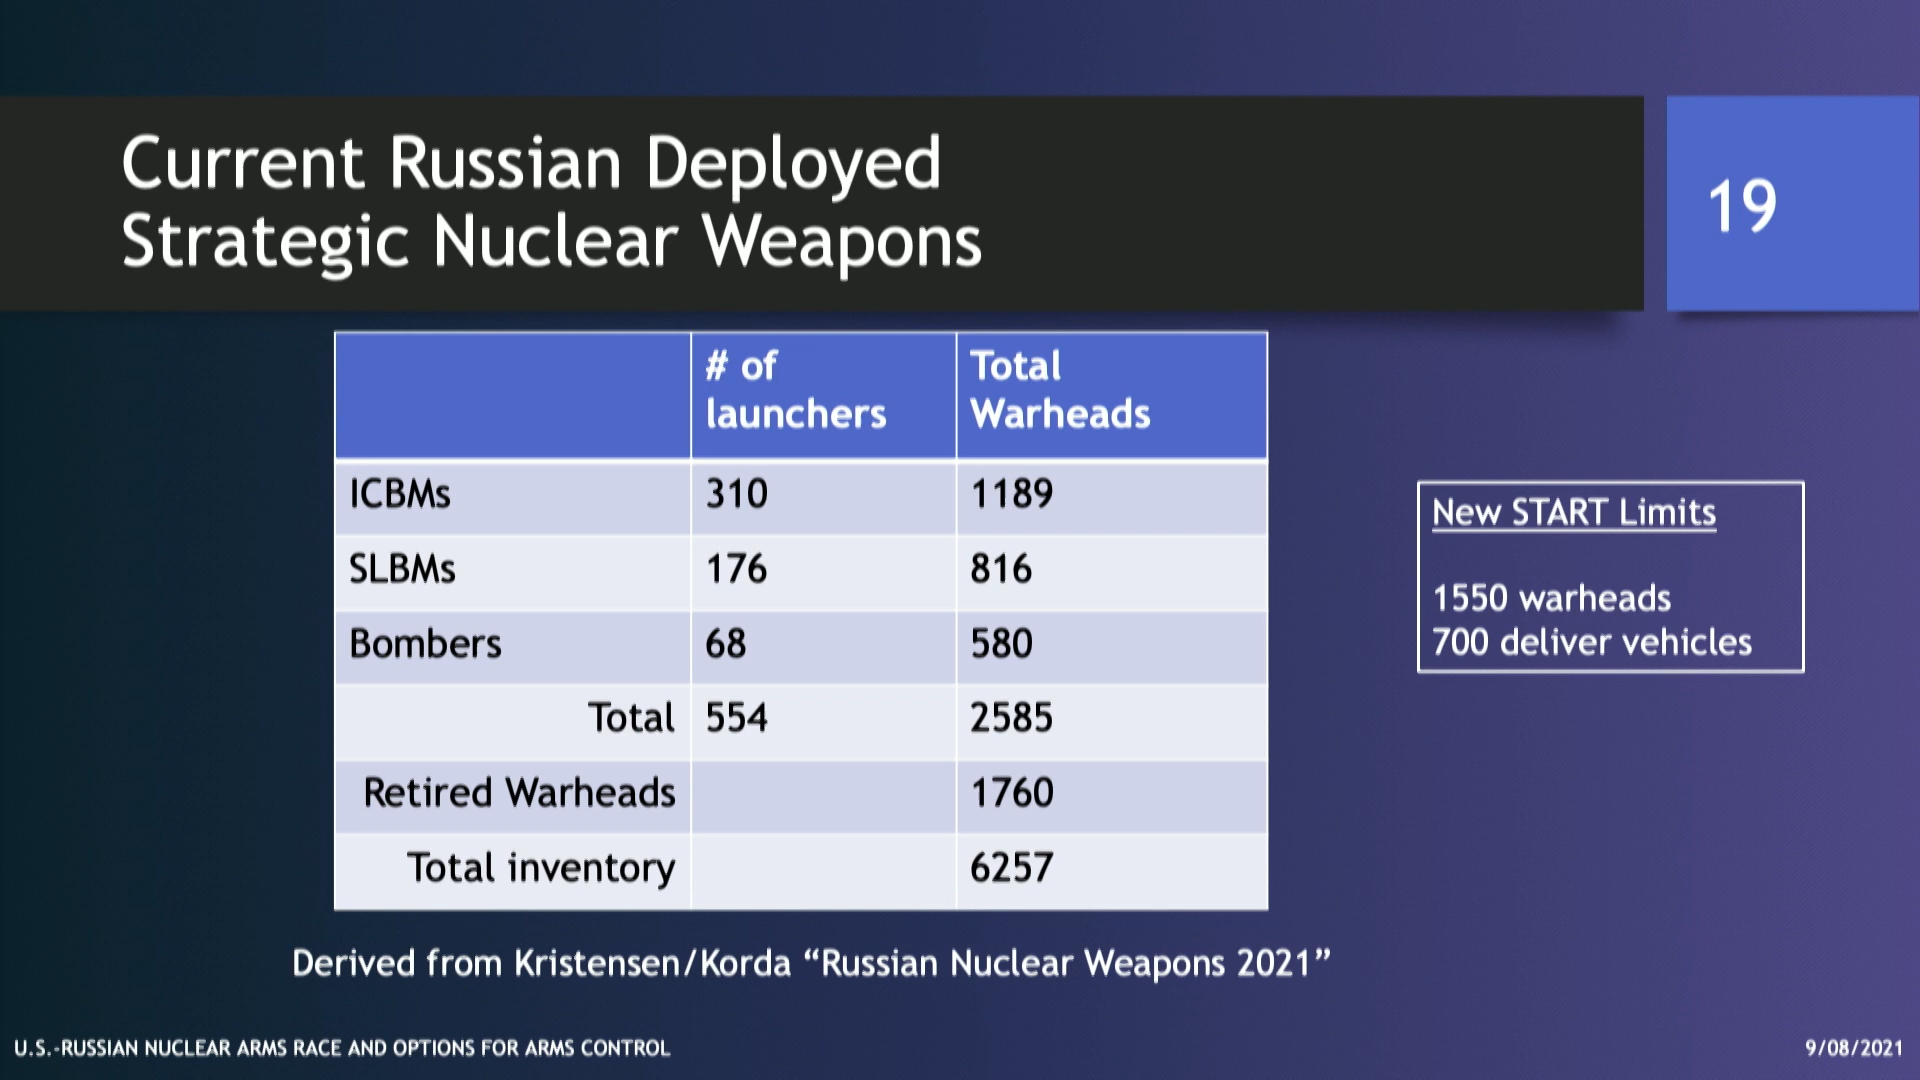 Current Russian Deployed
Strategic Nuclear Weapons
19
# of launchers Total Warheads
ICBMs 310 1189
SLBMs 176 816
Bombers 68 580
Total 554 2585
Retired Warheads 1760
Total inventory 6257
New START Limits
1550 warheads
700 deliver vehicles
Derived from Kristensen/Korda “Russian Nuclear Weapons 2021”
U.S.-RUSSIAN NUCLEAR ARMS RACE AND OPTIONS FOR ARMS CONTROL
9/08/2021